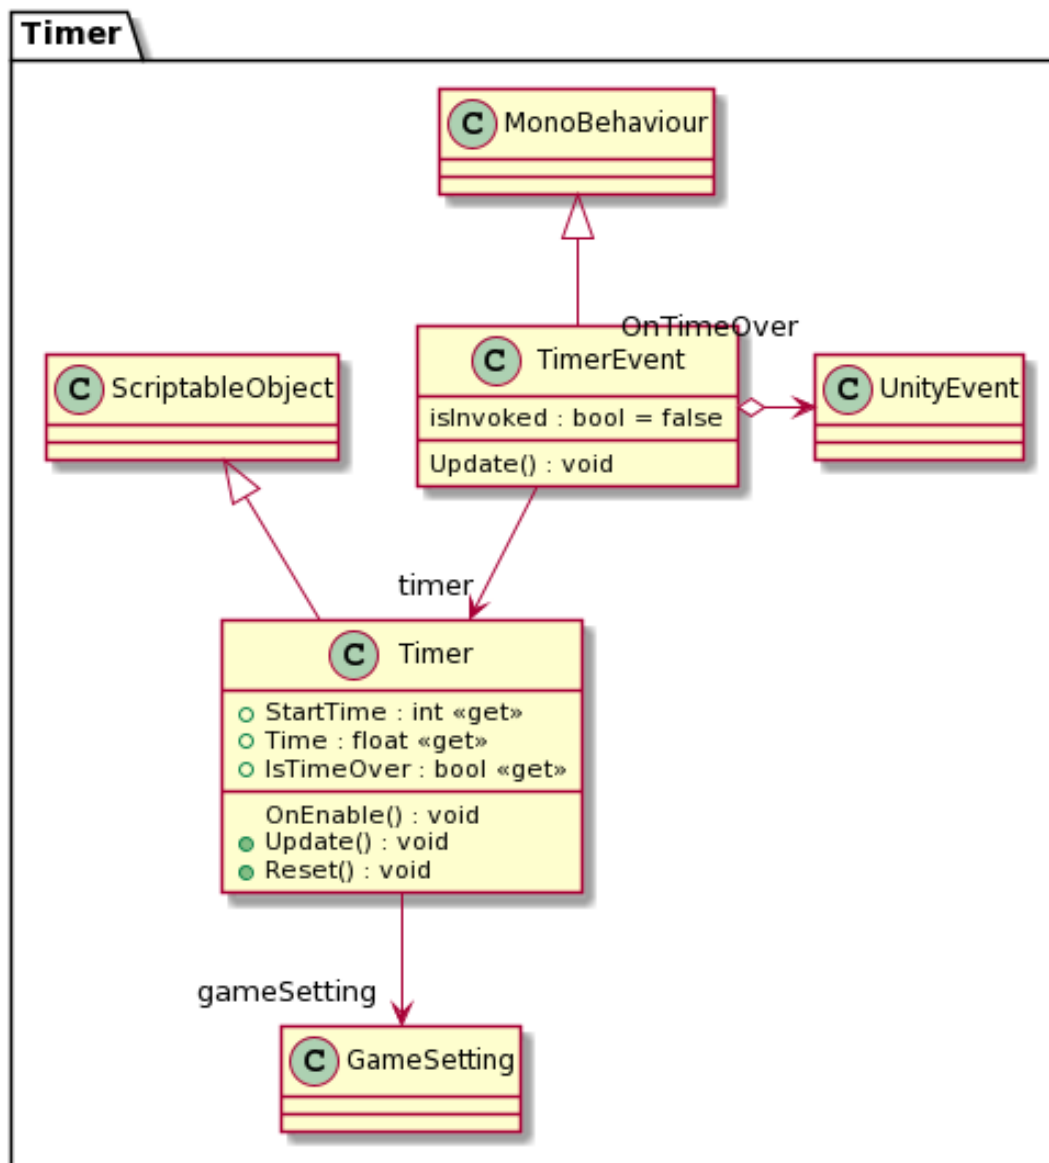 Timer
C MonoBehaviour
OnTimeOver
C TimerEvent
isInvoked : bool = false
Update() : void
C ScriptableObject
C UnityEvent
timer
C Timer
StartTime : int «get»
Time : float «get»
IsTimeOver : bool «get»
OnEnable() : void
Update() : void
Reset() : void
gameSetting
C GameSetting